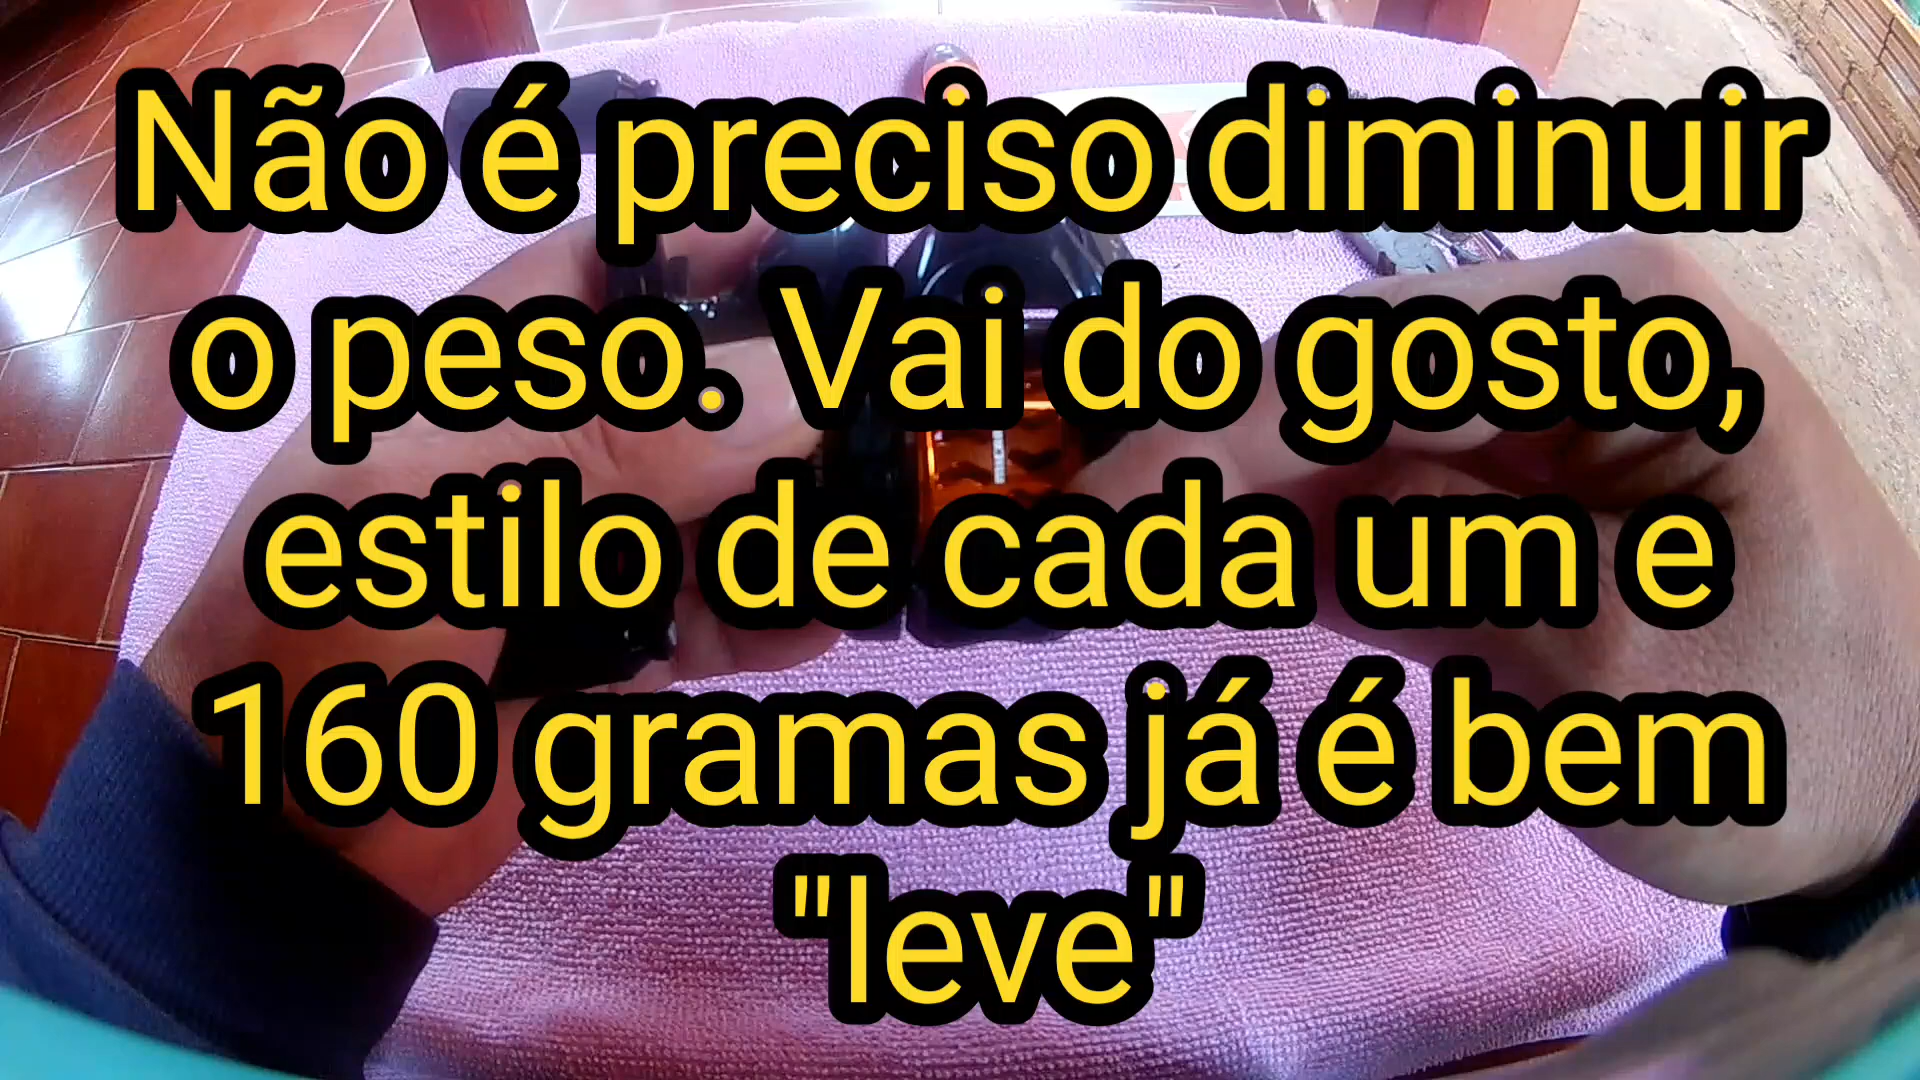 Não é preciso diminuir
o peso. Vai do gosto,
estilo de cada um e
160 gramas já é bem
"leve"